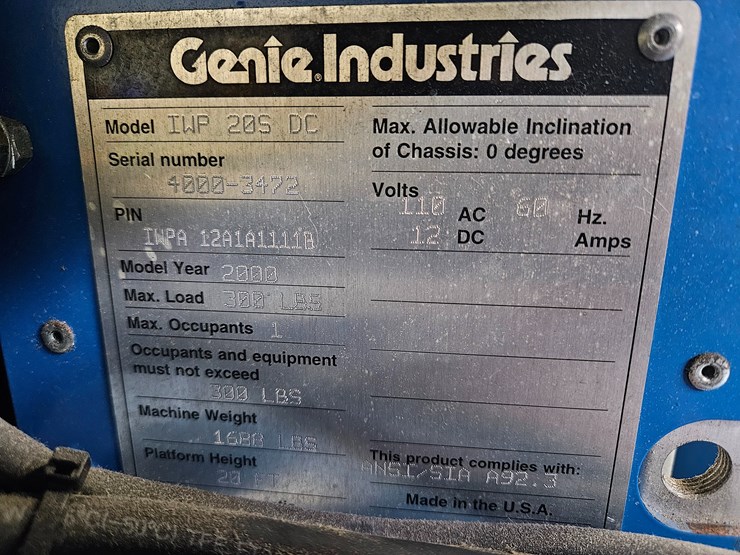 Genie Industries
Model IWP 20S DC
Serial number
4000-3472
PIN
IWPA 12A1A1111B
Model Year 2000
Max. Load 300 LBS
Max. Occupants 1
Occupants and equipment
must not exceed
300 LBS
Machine Weight
1688 LBS
Platform Height
20 FT
Max. Allowable Inclination
of Chassis: 0 degrees
Volts
110 AC 60 Hz.
12 DC Amps
This product complies with:
ANSI/SIA A92.3
Made in the U.S.A.